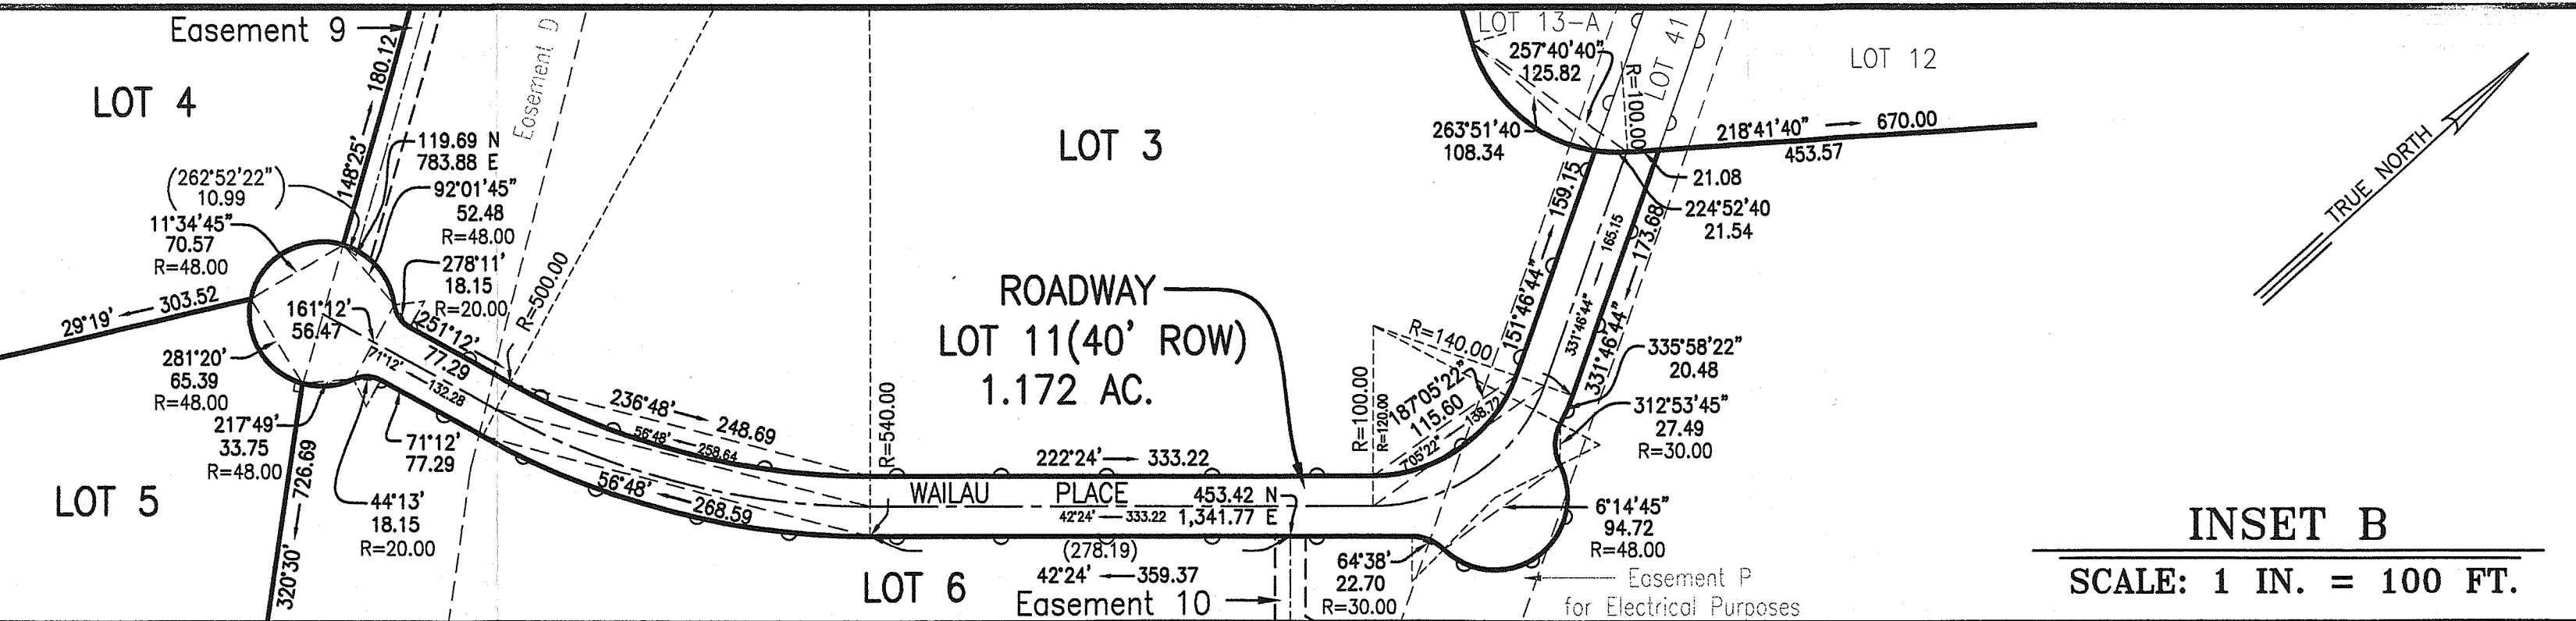 Easement 9
LOT 4
148°25' 180.12
Easement D
119.69 N
783.88 E
(262°52'22"
10.99)
92°01'45"
52.48
R=48.00
11°34'45"
70.57
R=48.00
278°11'
18.15
R=20.00
R=500.00
29°19' 303.52
161°12'
56.47
251°12'
77.29
71°12' 132.28
281°20'
65.39
R=48.00
217°49'
33.75
R=48.00
71°12'
77.29
44°13'
18.15
R=20.00
LOT 5
320°30' 726.69
236°48' 248.69
56°48' 258.64
56°48' 268.59
R=540.00
LOT 3
ROADWAY
LOT 11(40' ROW)
1.172 AC.
222°24' 333.22
WAILAU PLACE
453.42 N
1,341.77 E
42°24' 333.22
(278.19)
42°24' 359.37
LOT 6
Easement 10
LOT 13-A
257°40'40"
125.82
LOT 41
R=100.00
LOT 12
263°51'40
108.34
218°41'40" 670.00
453.57
21.08
224°52'40
21.54
151°46'44" 159.15
331°46'44" 165.15
331°46'44" 173.68
R=140.00
R=100.00
R=120.00
187°05'22"
115.60
7°05'22" 138.72
335°58'22"
20.48
312°53'45"
27.49
R=30.00
6°14'45"
94.72
R=48.00
64°38'
22.70
R=30.00
Easement P
for Electrical Purposes
TRUE NORTH
INSET B
SCALE: 1 IN. = 100 FT.